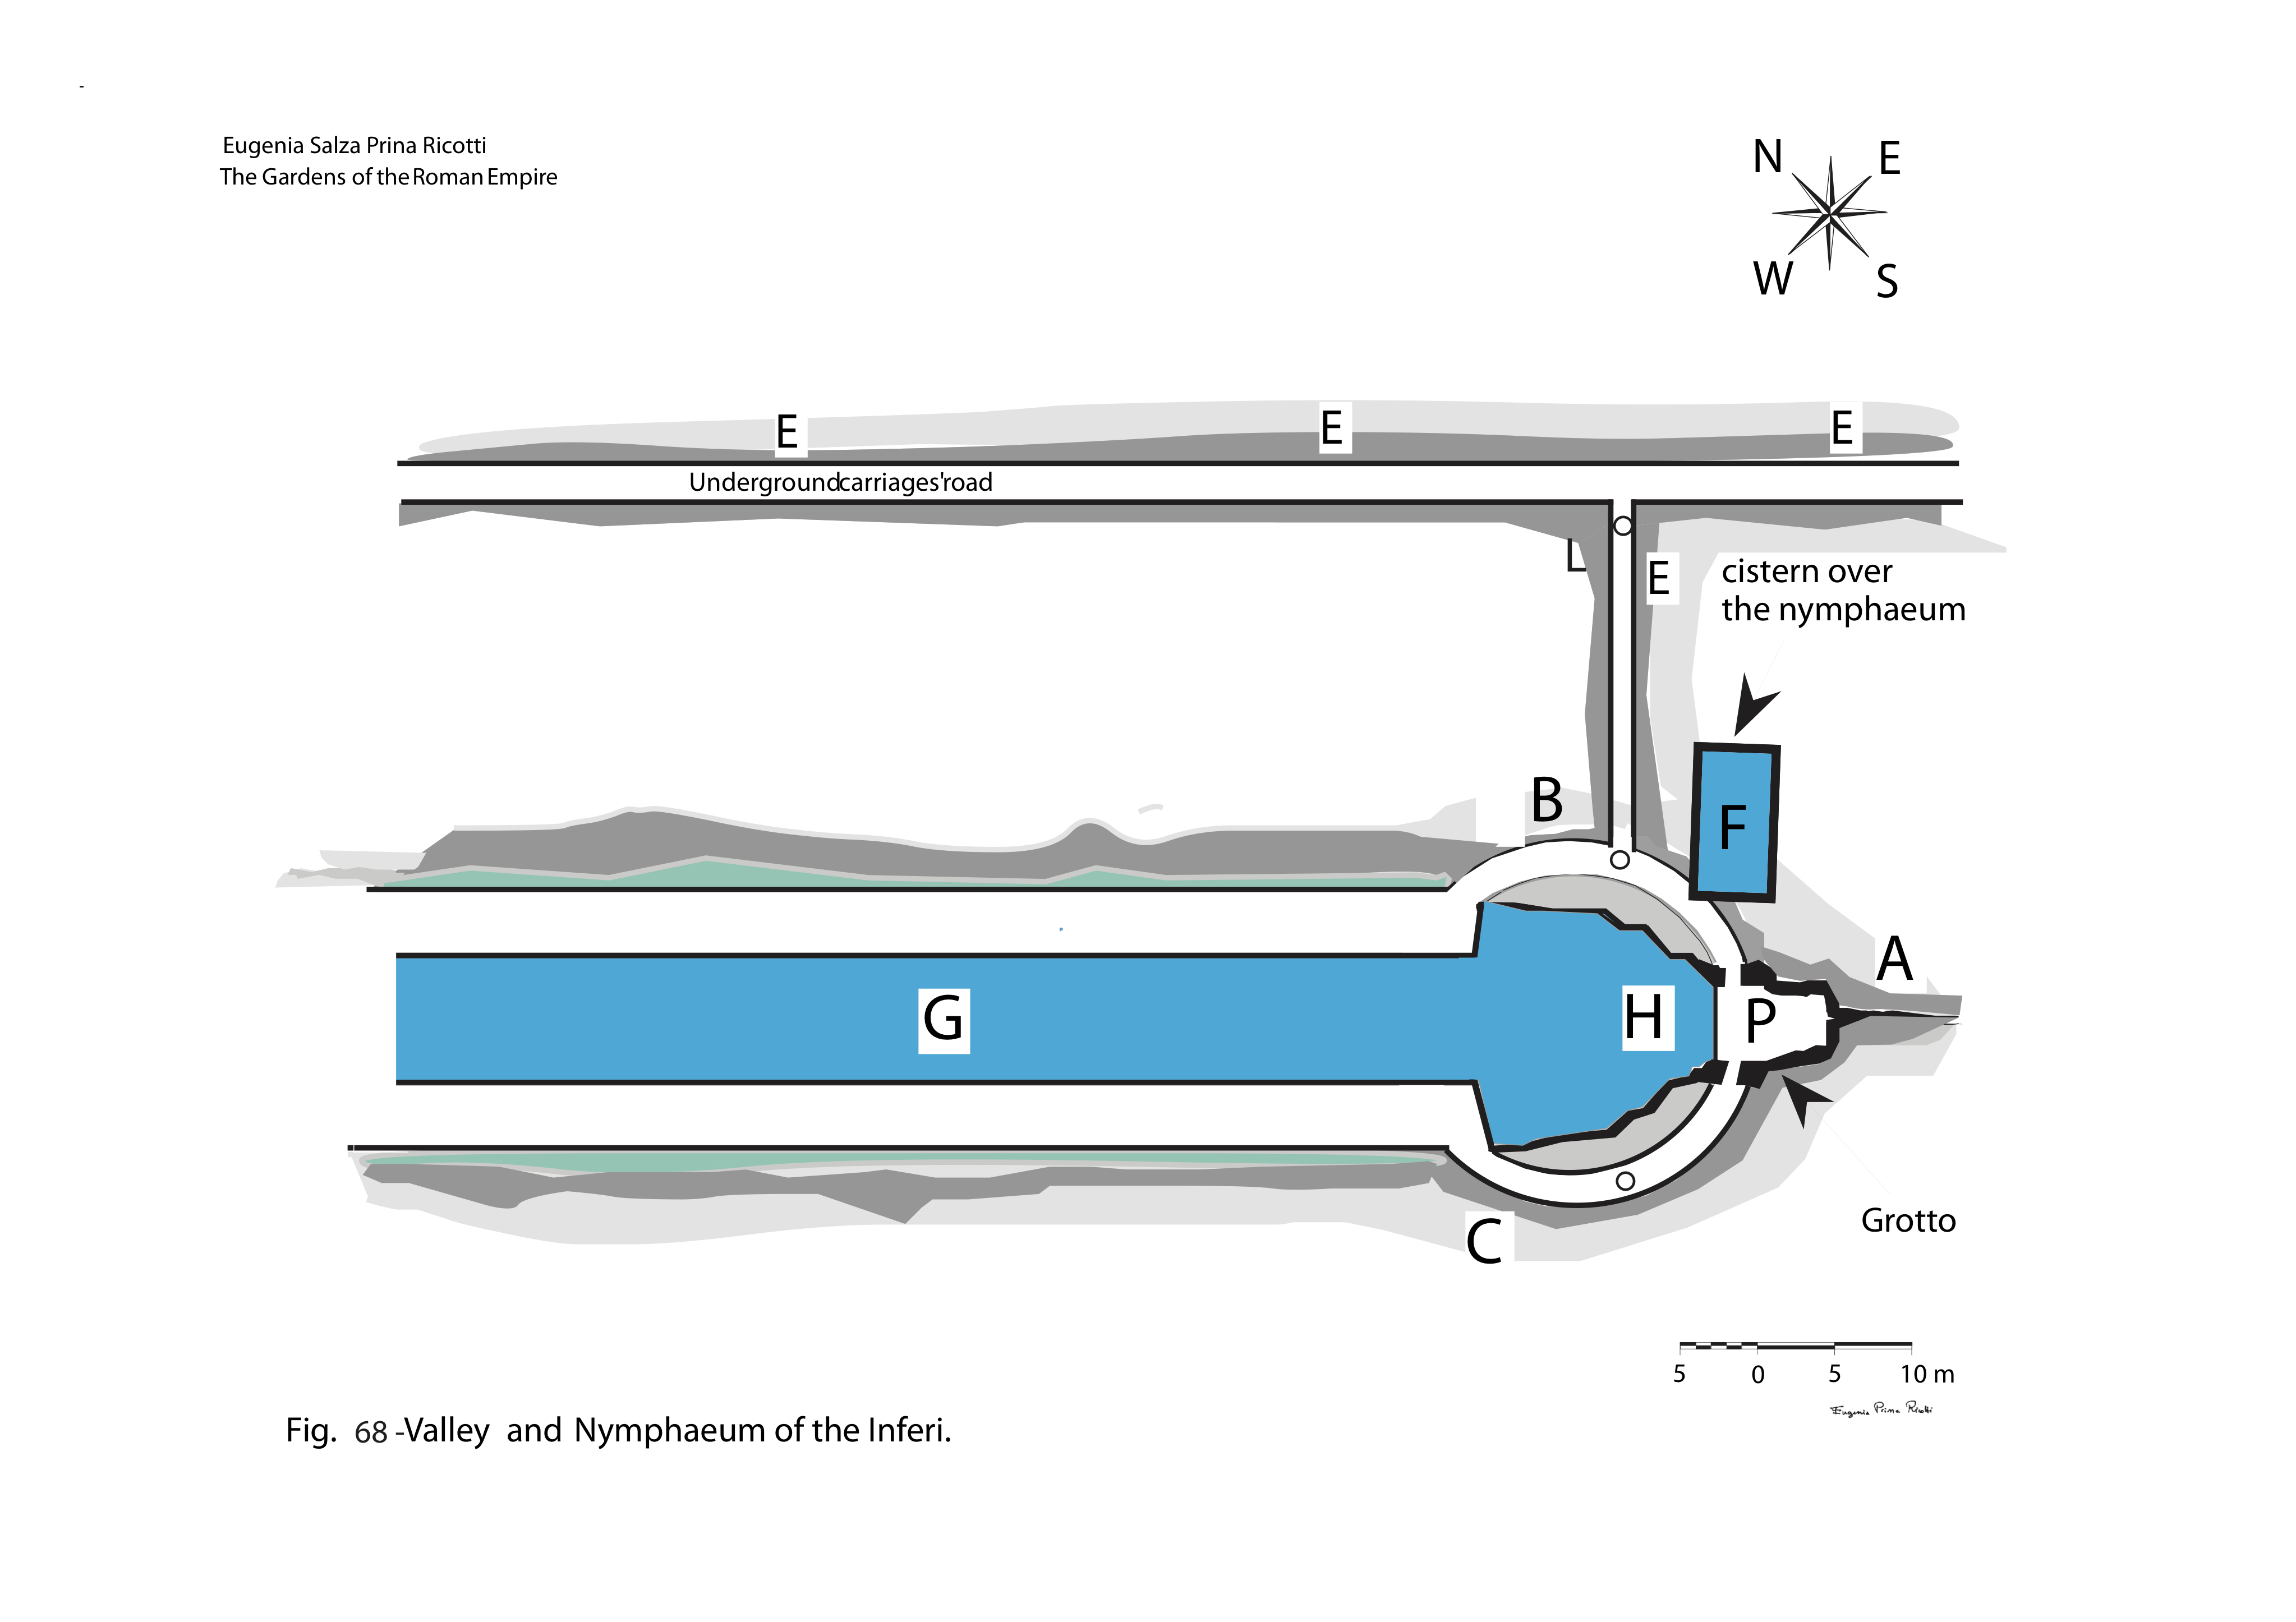 Eugenia Salza Prina Ricotti
The Gardens of the Roman Empire
N E
W S
E E E
Underground carriages' road
L
E
cistern over
the nymphaeum
B
F
A
G
H
P
C
Grotto
5 0 5 10 m
Eugenia Prina Ricotti
Fig. 68 - Valley and Nymphaeum of the Inferi.